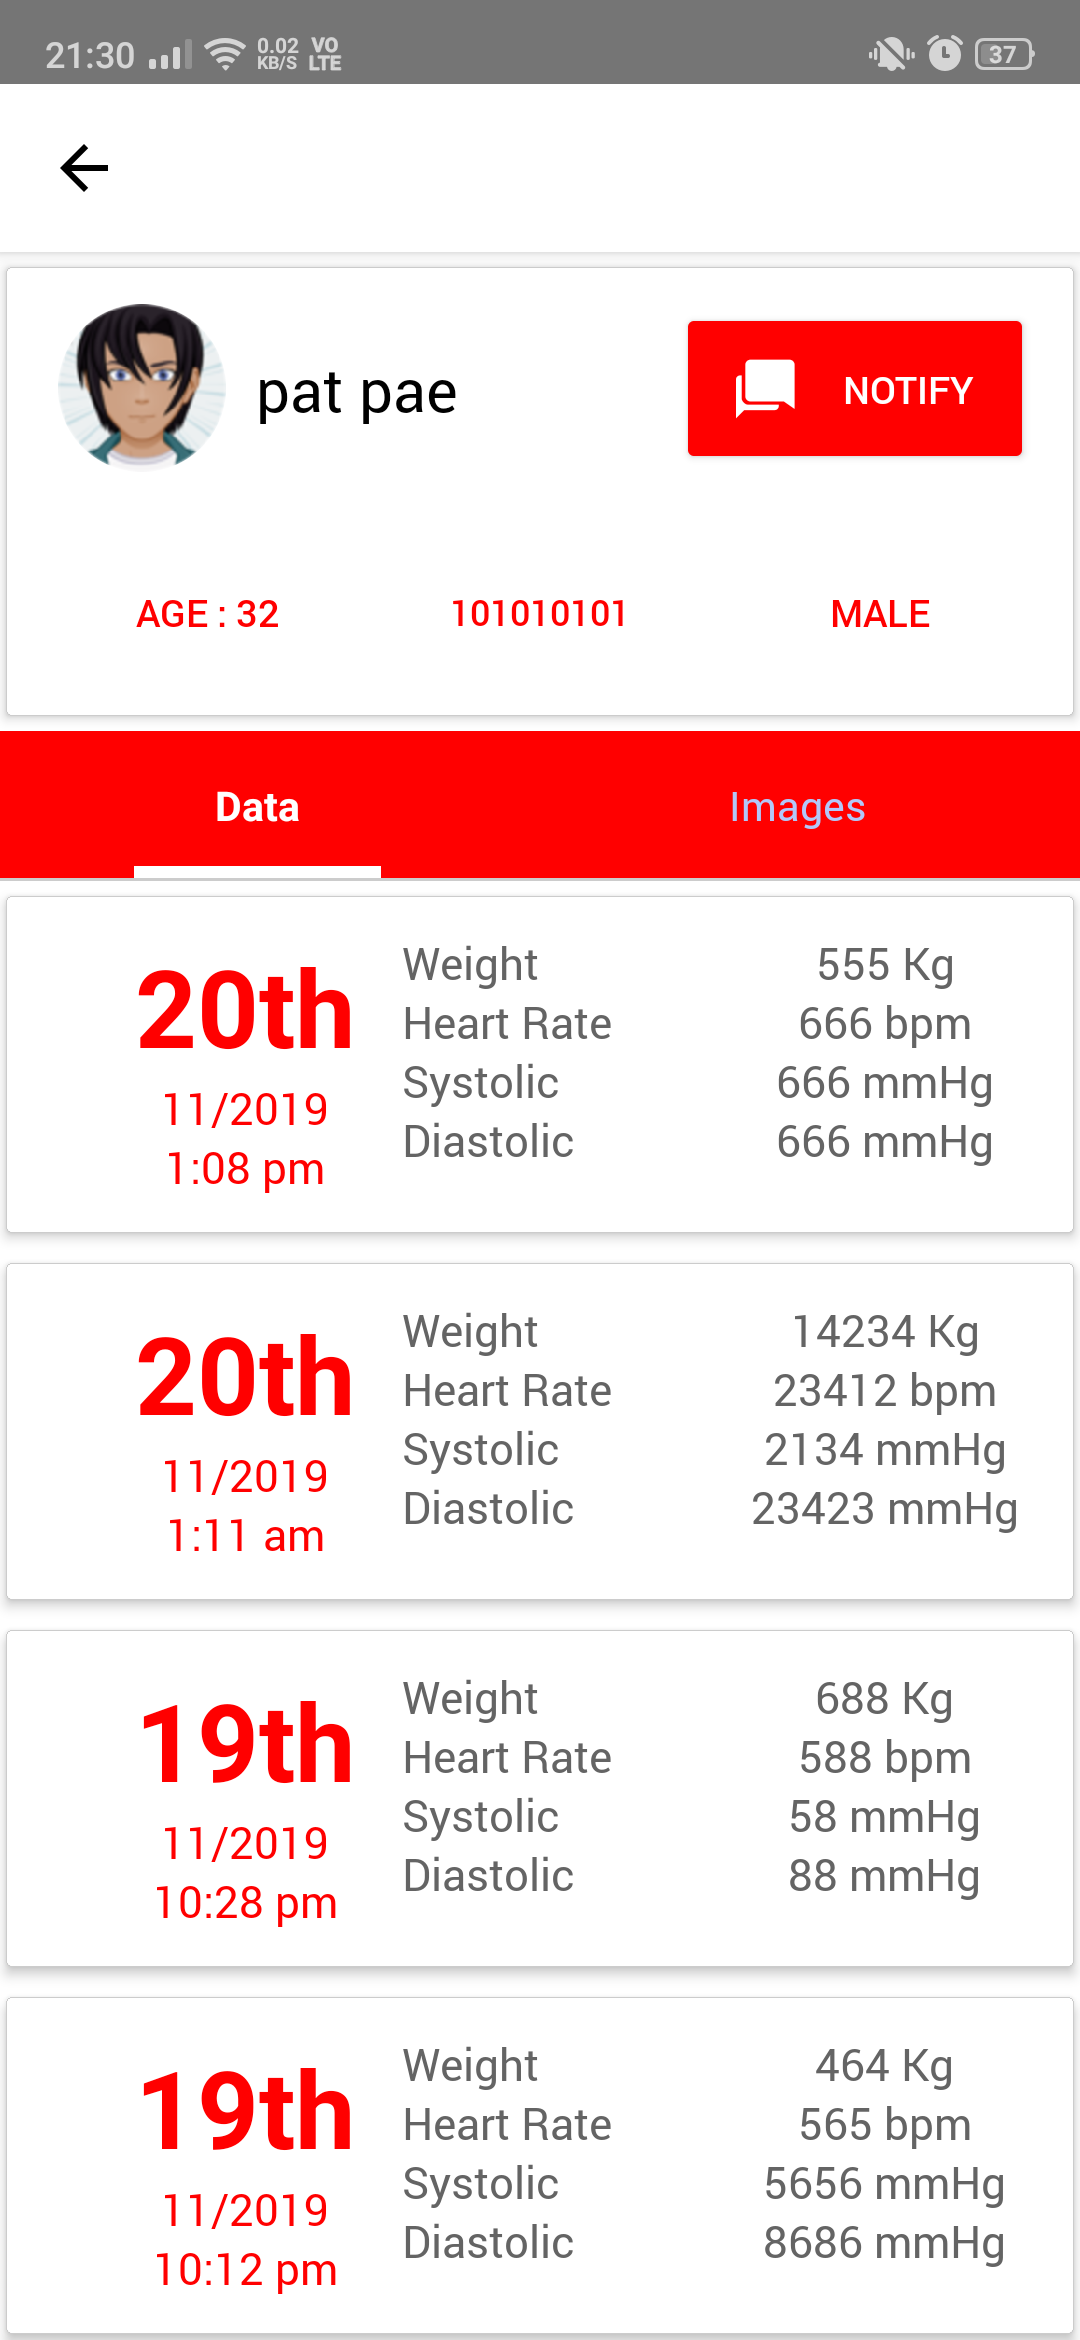 21:30 0.02 KB/S VO LTE 37
pat pae
NOTIFY
AGE : 32 101010101 MALE
Data Images
20th
11/2019
1:08 pm
Weight 555 Kg
Heart Rate 666 bpm
Systolic 666 mmHg
Diastolic 666 mmHg
20th
11/2019
1:11 am
Weight 14234 Kg
Heart Rate 23412 bpm
Systolic 2134 mmHg
Diastolic 23423 mmHg
19th
11/2019
10:28 pm
Weight 688 Kg
Heart Rate 588 bpm
Systolic 58 mmHg
Diastolic 88 mmHg
19th
11/2019
10:12 pm
Weight 464 Kg
Heart Rate 565 bpm
Systolic 5656 mmHg
Diastolic 8686 mmHg